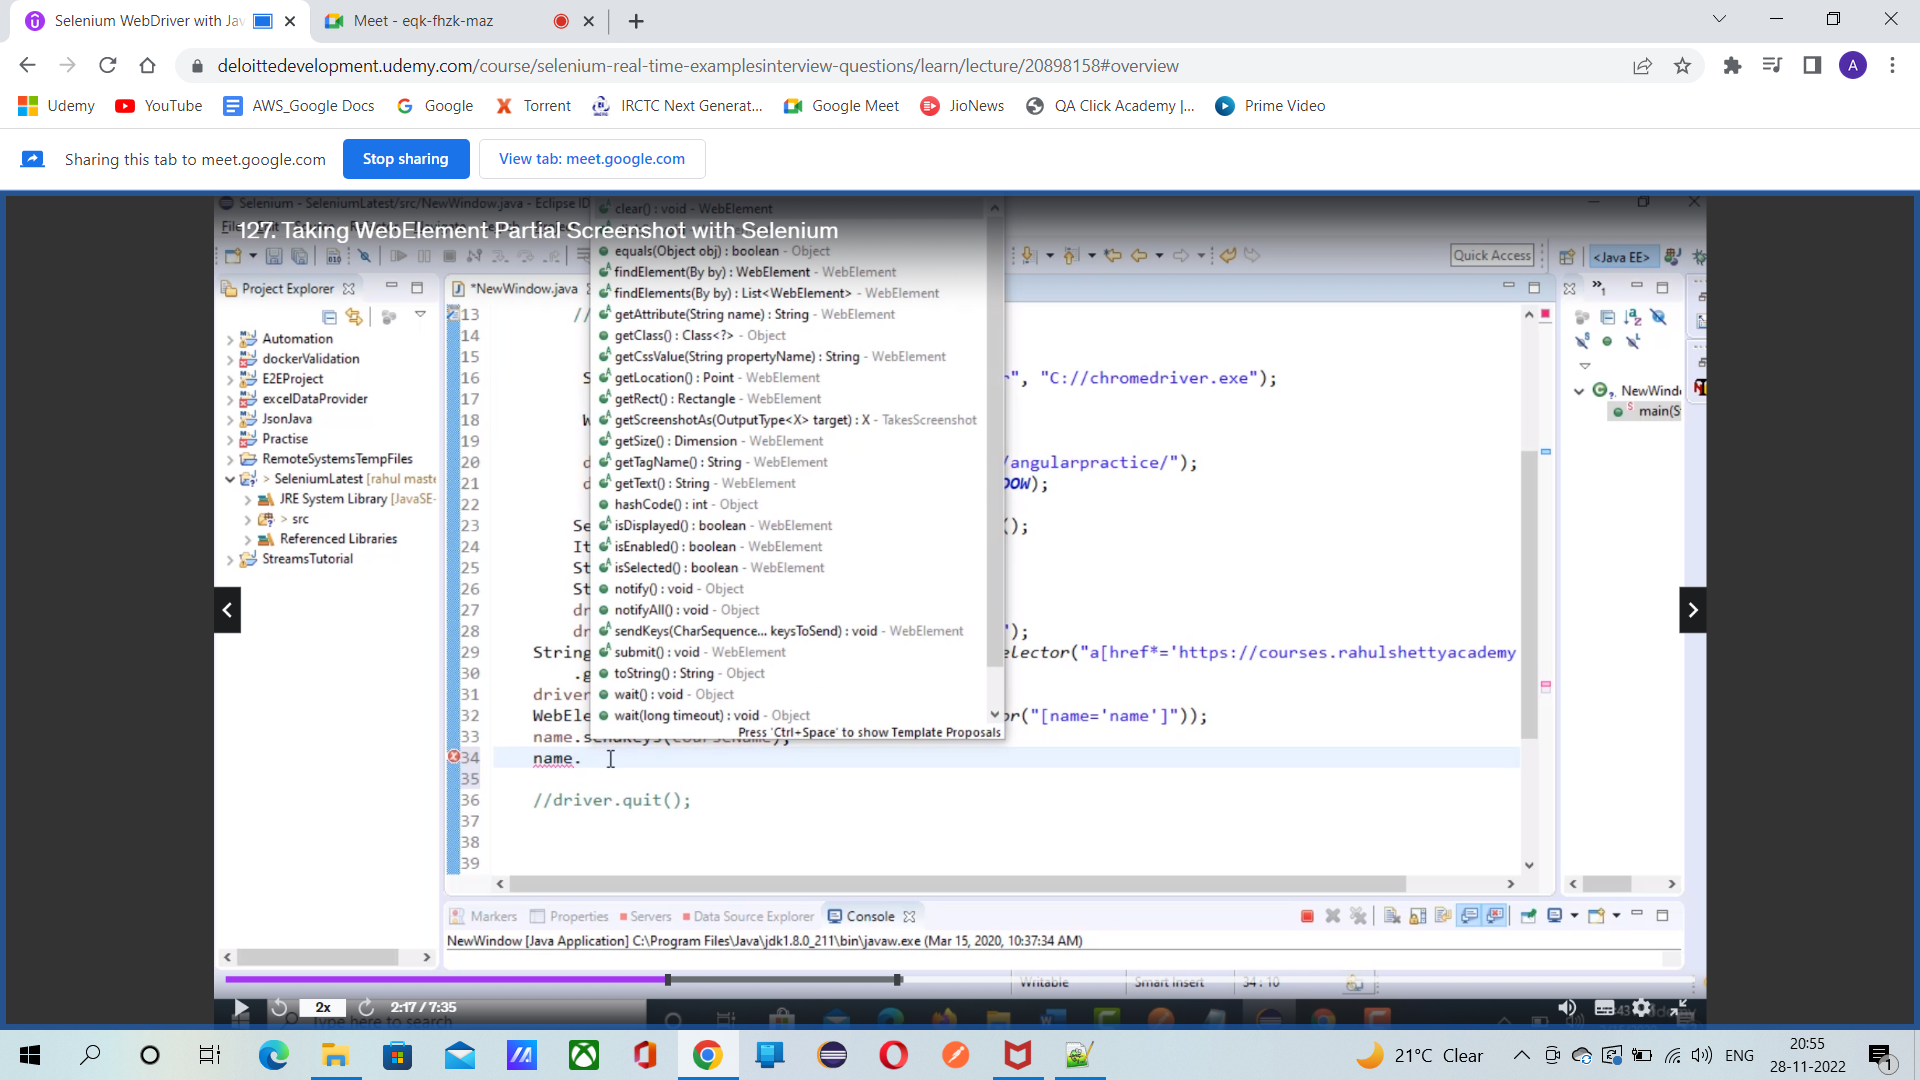 Selenium WebDriver with Jav
Meet - eqk-fhzk-maz
deloittedevelopment.udemy.com/course/selenium-real-time-examplesinterview-questions/learn/lecture/20898158#overview
A
Udemy YouTube AWS_Google Docs Google Torrent IRCTC Next Generat... Google Meet JioNews QA Click Academy |... Prime Video
Sharing this tab to meet.google.com Stop sharing View tab: meet.google.com
Selenium - SeleniumLatest/src/NewWindow.java - Eclipse ID
127. Taking WebElement Partial Screenshot with Selenium
Quick Access <Java EE>
Project Explorer
Automation
dockerValidation
E2EProject
excelDataProvider
JsonJava
Practise
RemoteSystemsTempFiles
> SeleniumLatest [rahul maste
JRE System Library [JavaSE-
> src
Referenced Libraries
StreamsTutorial
*NewWindow.java
clear() : void - WebElement
equals(Object obj) : boolean - Object
findElement(By by) : WebElement - WebElement
findElements(By by) : List<WebElement> - WebElement
getAttribute(String name) : String - WebElement
getClass() : Class<?> - Object
getCssValue(String propertyName) : String - WebElement
getLocation() : Point - WebElement
getRect() : Rectangle - WebElement
getScreenshotAs(OutputType<X> target) : X - TakesScreenshot
getSize() : Dimension - WebElement
getTagName() : String - WebElement
getText() : String - WebElement
hashCode() : int - Object
isDisplayed() : boolean - WebElement
isEnabled() : boolean - WebElement
isSelected() : boolean - WebElement
notify() : void - Object
notifyAll() : void - Object
sendKeys(CharSequence... keysToSend) : void - WebElement
submit() : void - WebElement
toString() : String - Object
wait() : void - Object
wait(long timeout) : void - Object
Press 'Ctrl+Space' to show Template Proposals
13 //
14
15
16 S r", "C://chromedriver.exe");
17
18 W
19
20 d /angularpractice/");
21 d DOW);
22
23 Se ();
24 It
25 St
26 St
27 dr
28 dr ");
29 String elector("a[href*='https://courses.rahulshettyacademy
30 .g
31 driver
32 WebEle or("[name='name']"));
33 name.sendKeys(courseName);
34 name.
35
36 //driver.quit();
37
38
39
NewWind
main(S
Markers Properties Servers Data Source Explorer Console
NewWindow [Java Application] C:\Program Files\Java\jdk1.8.0_211\bin\javaw.exe (Mar 15, 2020, 10:37:34 AM)
Writable Smart Insert 34 : 10
2x 2:17 / 7:35
Type here to search
21°C Clear ENG
20:55
28-11-2022
1